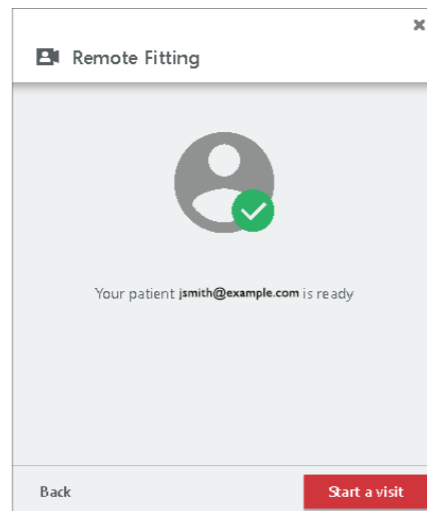 Remote Fitting
Your patient jsmith@example.com is ready
Back
Start a visit